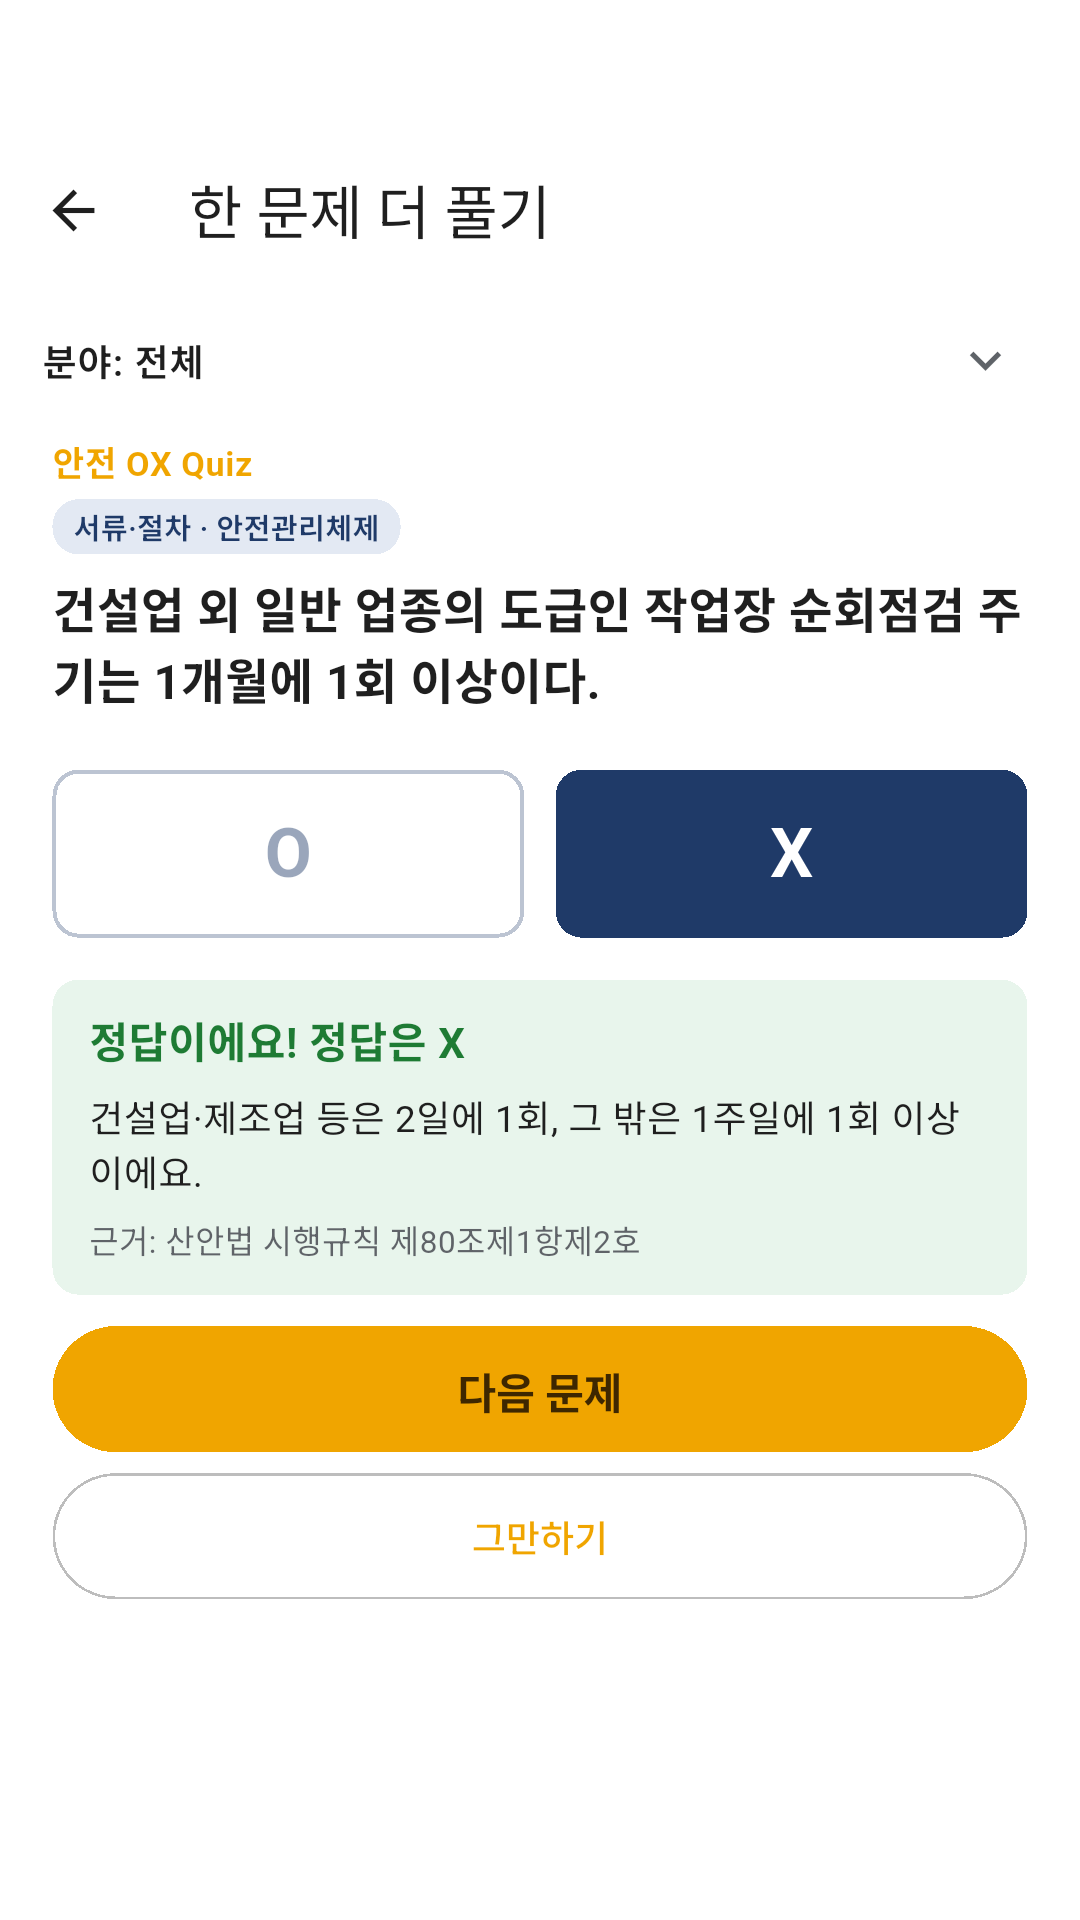 한 문제 더 풀기
분야: 전체
안전 OX Quiz
서류·절차 · 안전관리체제
건설업 외 일반 업종의 도급인 작업장 순회점검 주
기는 1개월에 1회 이상이다.
O X
정답이에요! 정답은 X
건설업·제조업 등은 2일에 1회, 그 밖은 1주일에 1회 이상
이에요.
근거: 산안법 시행규칙 제80조제1항제2호
다음 문제
그만하기